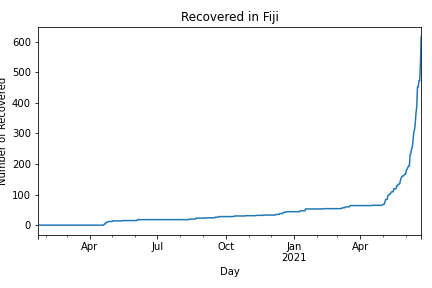 Recovered in Fiji
600
500
400
300
200
100
0
Number of Recovered
Apr
Jul
Oct
Jan
2021
Apr
Day